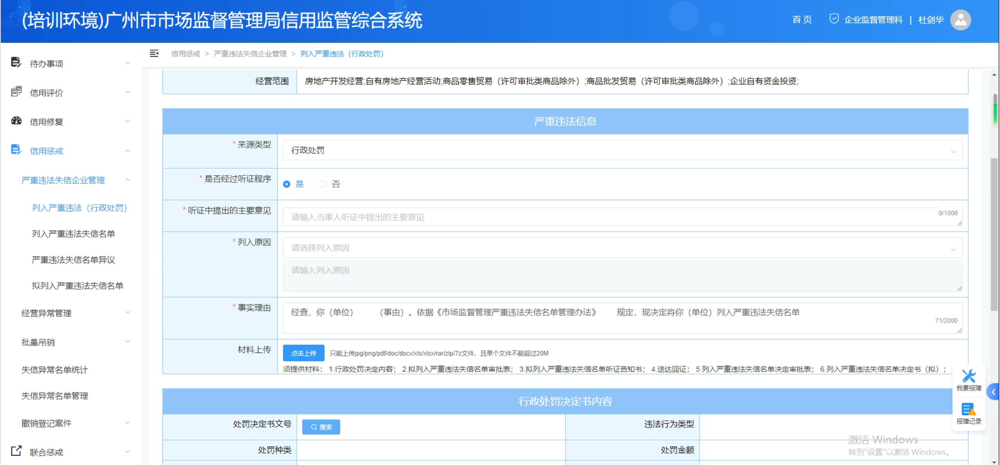 (培训环境)广州市市场监督管理局信用监管综合系统
首页 企业监督管理科 | 杜剑华
信用惩戒 > 严重违法失信企业管理 > 列入严重违法（行政处罚）
待办事项
信用评价
信用修复
信用惩戒
严重违法失信企业管理
列入严重违法（行政处罚）
列入严重违法失信名单
严重违法失信名单异议
拟列入严重违法失信名单
经营异常管理
批量吊销
失信异常名单统计
失信异常名单管理
撤销登记案件
联合惩戒
经营范围 房地产开发经营;自有房地产经营活动;商品零售贸易（许可审批类商品除外）;商品批发贸易（许可审批类商品除外）;企业自有资金投资;
严重违法信息
* 来源类型 行政处罚
* 是否经过听证程序 是 否
* 听证中提出的主要意见 请输入当事人听证中提出的主要意见 0/1000
* 列入原因 请选择列入原因
请输入列入原因
* 事实理由 经查，你（单位） （事由）。依据《市场监督管理严重违法失信名单管理办法》 规定，现决定将你（单位）列入严重违法失信名单
71/2000
材料上传 点击上传 只能上传jpg/png/pdf/doc/docx/xls/xlsx/rar/zip/7z文件，且单个文件不能超过20M
须提供材料： 1.行政处罚决定内容； 2.拟列入严重违法失信名单审批表； 3.拟列入严重违法失信名单听证告知书； 4.送达回证； 5.列入严重违法失信名单决定审批表； 6.列入严重违法失信名单决定书（拟）；
行政处罚决定书内容
处罚决定书文号 搜索 违法行为类型
处罚种类 处罚金额
我要报障
报障记录
激活 Windows
转到“设置”以激活 Windows。